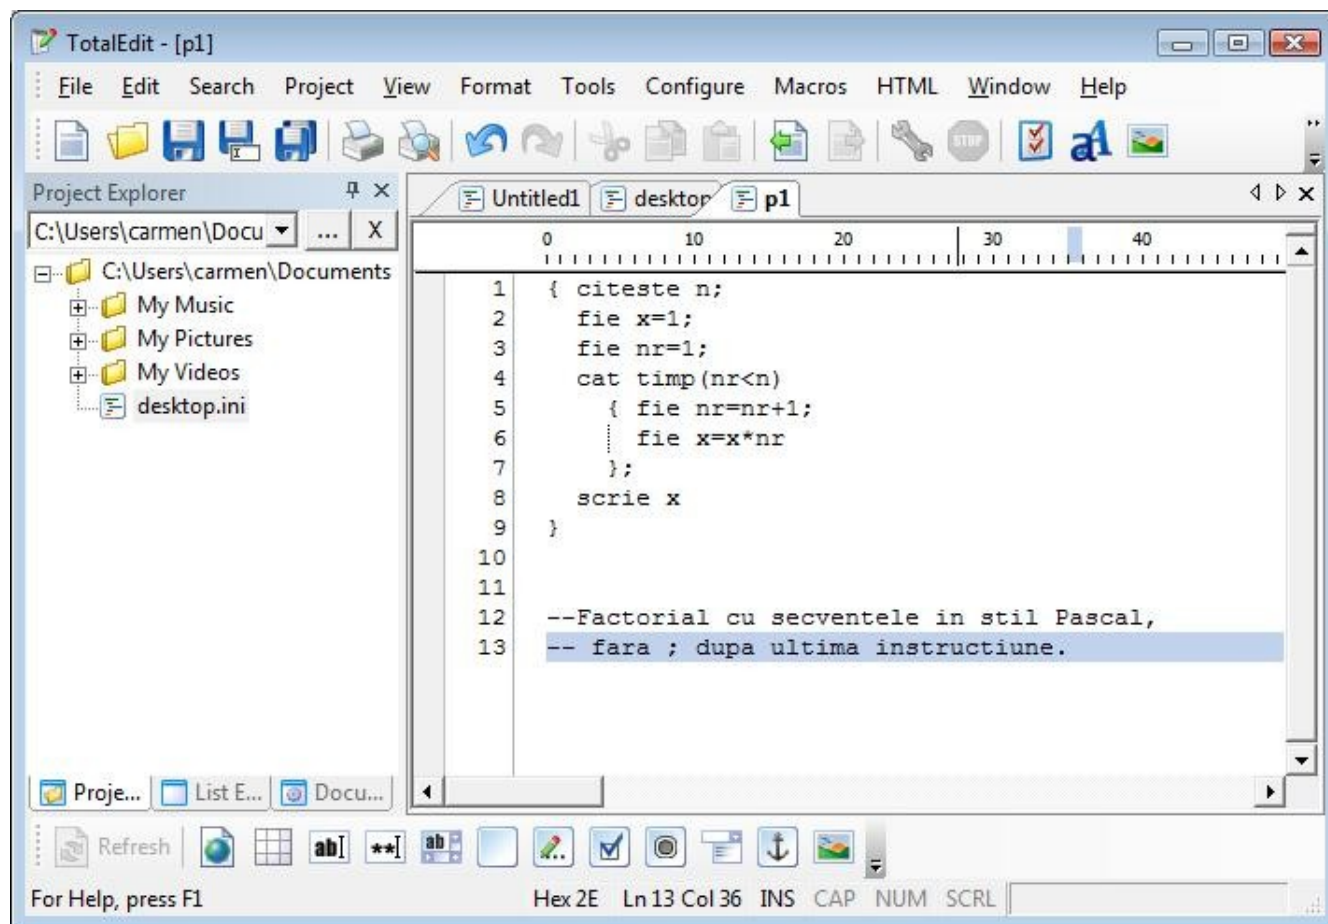 TotalEdit - [p1]
File Edit Search Project View Format Tools Configure Macros HTML Window Help
STOP
Project Explorer
C:\Users\carmen\Docu ... X
C:\Users\carmen\Documents
My Music
My Pictures
My Videos
desktop.ini
Proje... List E... Docu...
Untitled1 desktop p1
0 10 20 30 40
1 { citeste n;
2 fie x=1;
3 fie nr=1;
4 cat timp(nr<n)
5 { fie nr=nr+1;
6 fie x=x*nr
7 };
8 scrie x
9 }
10
11
12 --Factorial cu secventele in stil Pascal,
13 -- fara ; dupa ultima instructiune.
Refresh ab **
ab
For Help, press F1 Hex 2E Ln 13 Col 36 INS CAP NUM SCRL